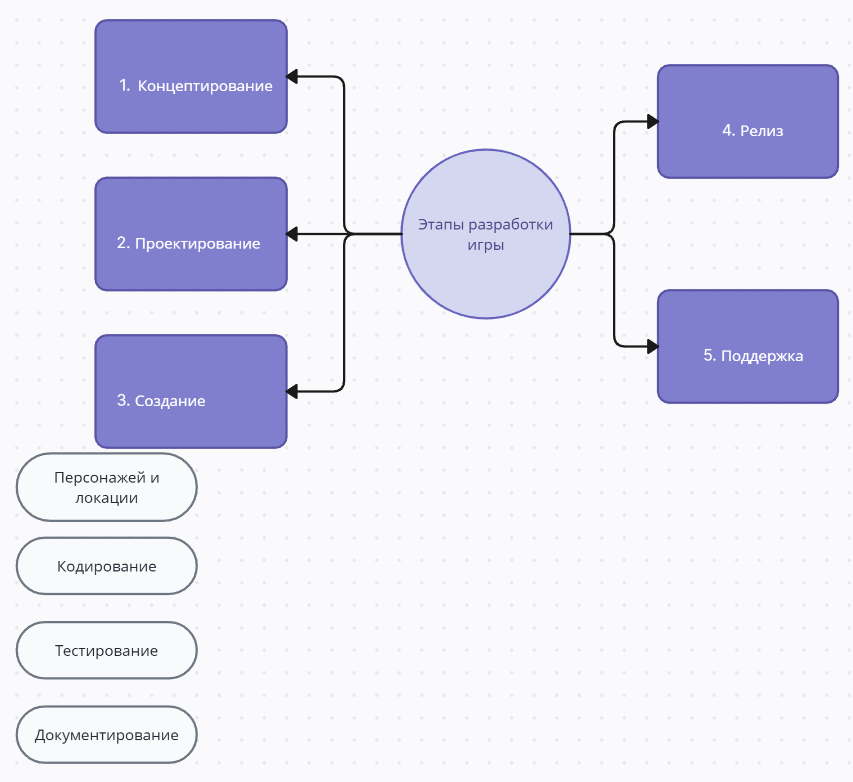 1. Концептирование
2. Проектирование
3. Создание
Персонажей и
локации
Кодирование
Тестирование
Документирование
Этапы разработки
игры
4. Релиз
5. Поддержка